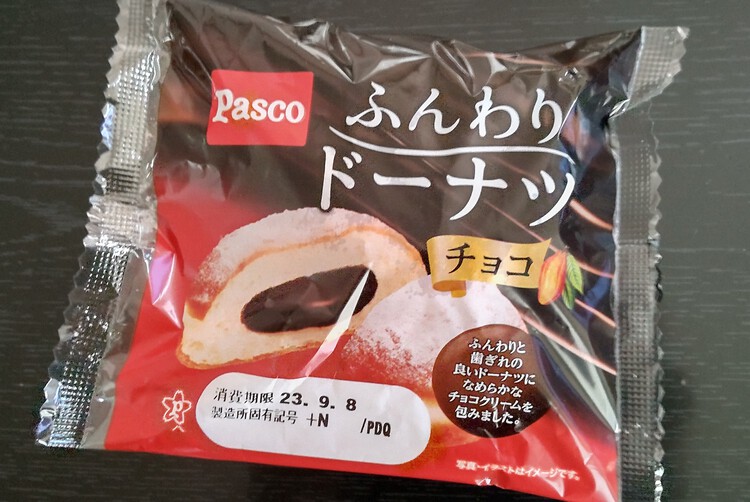 Pasco
ふんわり
ドーナツ
チョコ
ふんわりと
歯ぎれの
良いドーナツに
なめらかな
チョコクリームを
包みました。
消費期限 23. 9. 8
製造所固有記号 +N /PDQ
写真・イラストはイメージです。